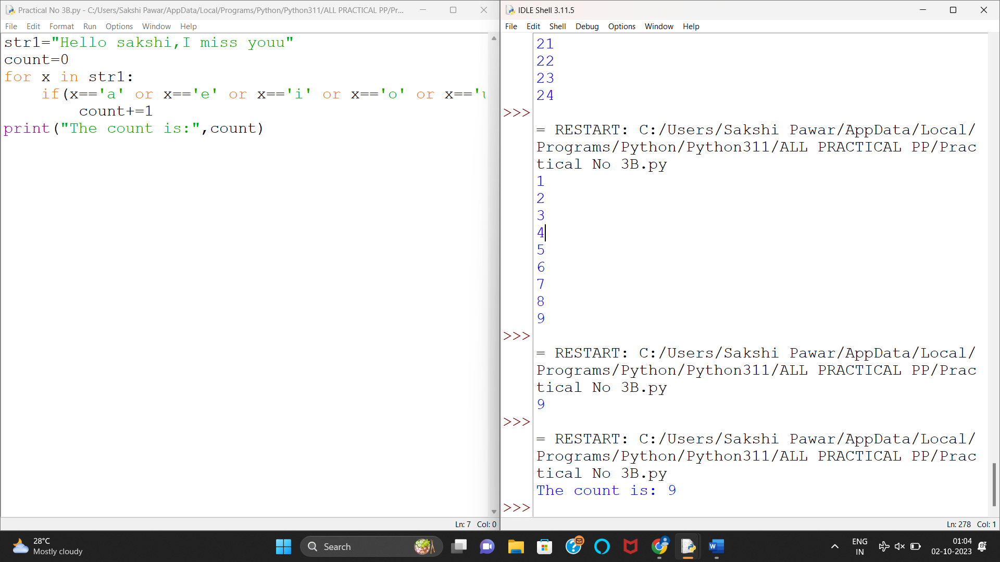 Practical No 3B.py - C:/Users/Sakshi Pawar/AppData/Local/Programs/Python/Python311/ALL PRACTICAL PP/Pr...
File Edit Format Run Options Window Help
str1="Hello sakshi,I miss youu"
count=0
for x in str1:
    if(x=='a' or x=='e' or x=='i' or x=='o' or x=='u
        count+=1
print("The count is:",count)
Ln: 7 Col: 0
IDLE Shell 3.11.5
File Edit Shell Debug Options Window Help
21
22
23
24
>>>
= RESTART: C:/Users/Sakshi Pawar/AppData/Local/
Programs/Python/Python311/ALL PRACTICAL PP/Prac
tical No 3B.py
1
2
3
4
5
6
7
8
9
>>>
= RESTART: C:/Users/Sakshi Pawar/AppData/Local/
Programs/Python/Python311/ALL PRACTICAL PP/Prac
tical No 3B.py
9
>>>
= RESTART: C:/Users/Sakshi Pawar/AppData/Local/
Programs/Python/Python311/ALL PRACTICAL PP/Prac
tical No 3B.py
The count is: 9
>>>
Ln: 278 Col: 1
28°C
Mostly cloudy
Search
ENG
IN
01:04
02-10-2023